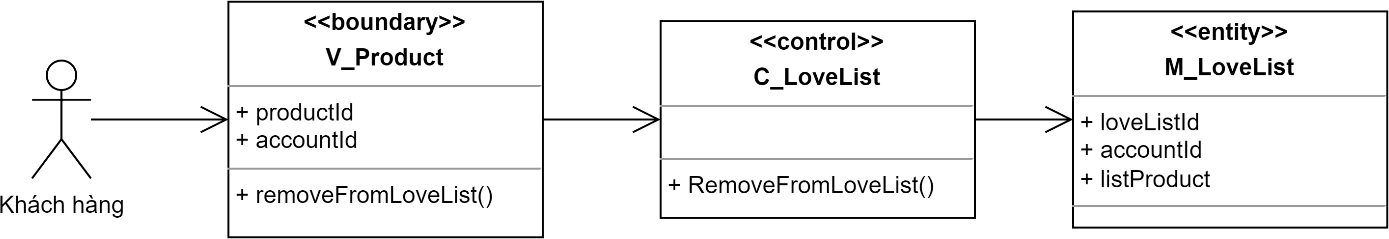 Khách hàng
<<boundary>>
V_Product
+ productId
+ accountId
+ removeFromLoveList()
<<control>>
C_LoveList
+ RemoveFromLoveList()
<<entity>>
M_LoveList
+ loveListId
+ accountId
+ listProduct